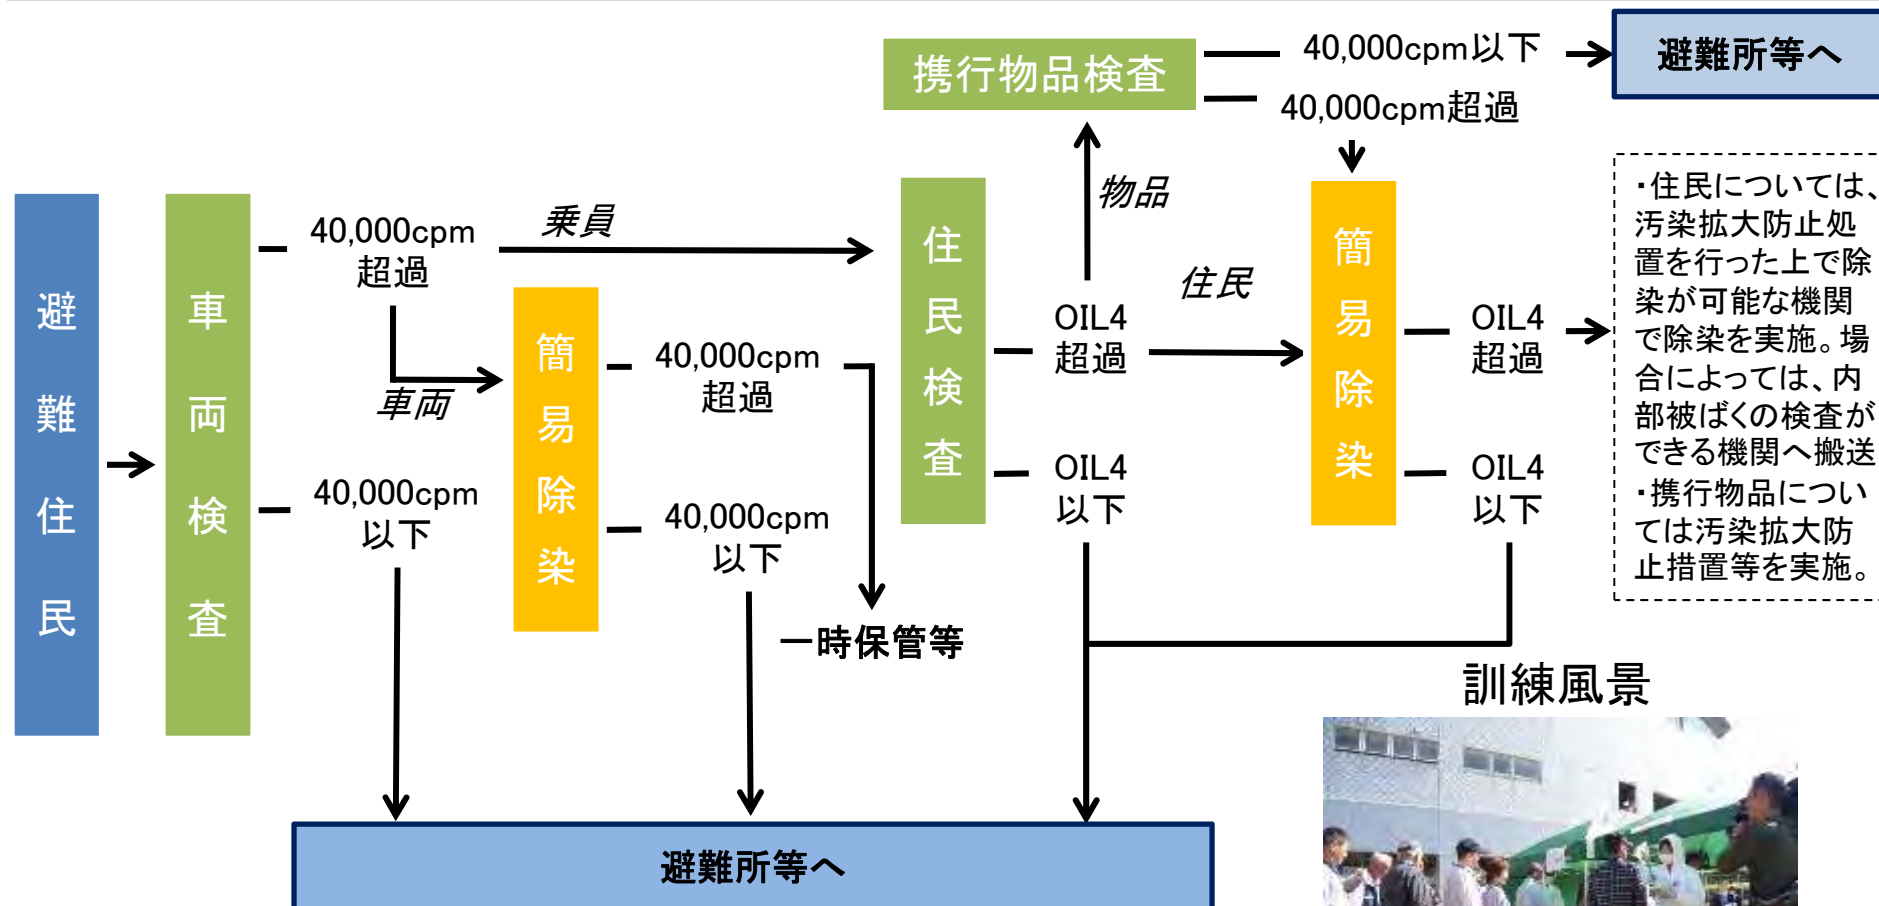 携行物品検査
40,000cpm以下
40,000cpm超過
避難所等へ
避難住民
車両検査
40,000cpm
超過
乗員
車両
40,000cpm
以下
簡易除染
40,000cpm
超過
40,000cpm
以下
一時保管等
住民検査
物品
OIL4
超過
住民
OIL4
以下
簡易除染
OIL4
超過
OIL4
以下
・住民については、
汚染拡大防止処
置を行った上で除
染が可能な機関
で除染を実施。場
合によっては、内
部被ばくの検査が
できる機関へ搬送
・携行物品につい
ては汚染拡大防
止措置等を実施。
訓練風景
避難所等へ